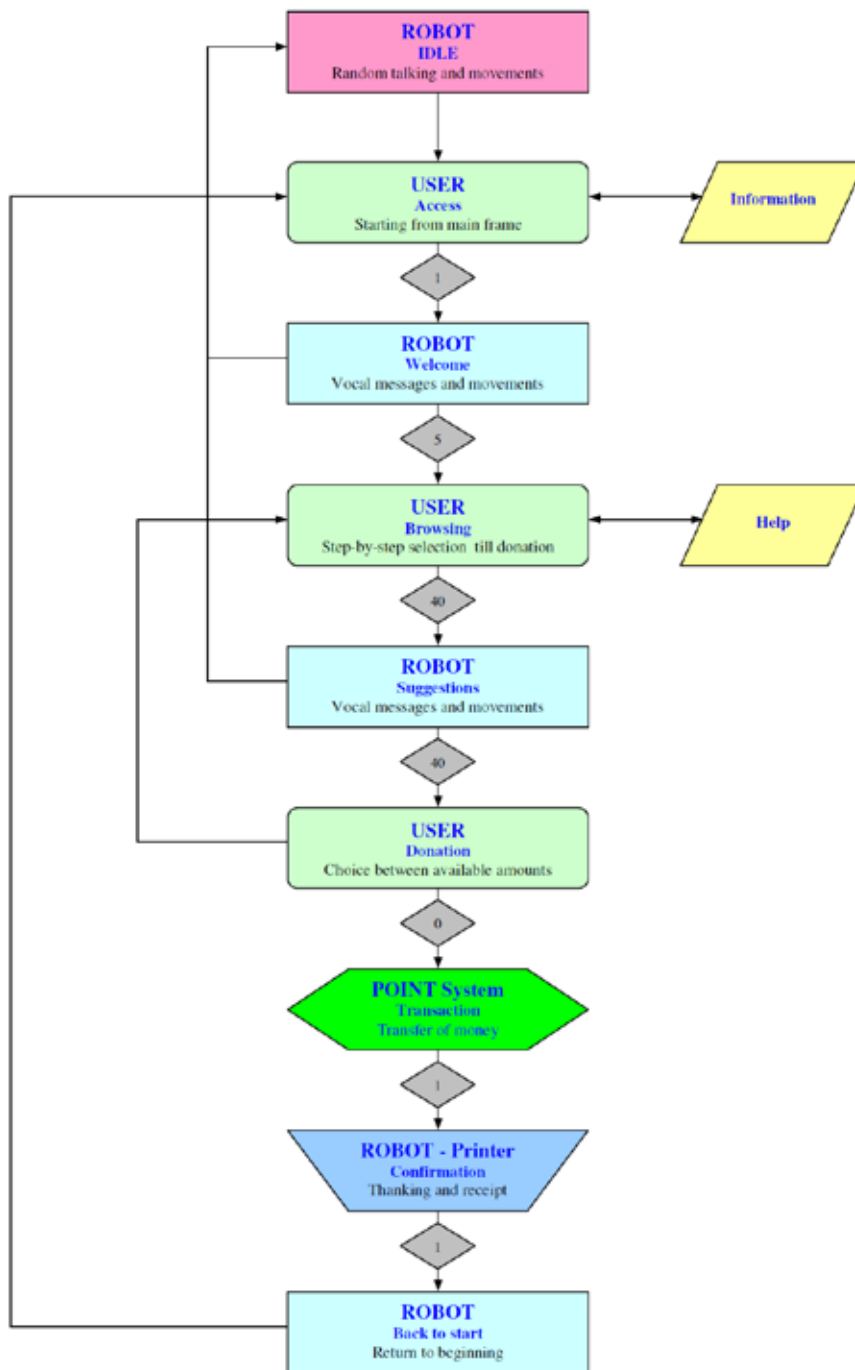 ROBOT
IDLE
Random talking and movements
USER
Access
Starting from main frame
Information
1
ROBOT
Welcome
Vocal messages and movements
5
USER
Browsing
Step-by-step selection till donation
Help
40
ROBOT
Suggestions
Vocal messages and movements
40
USER
Donation
Choice between available amounts
0
POINT System
Transaction
Transfer of money
1
ROBOT - Printer
Confirmation
Thanking and receipt
1
ROBOT
Back to start
Return to beginning